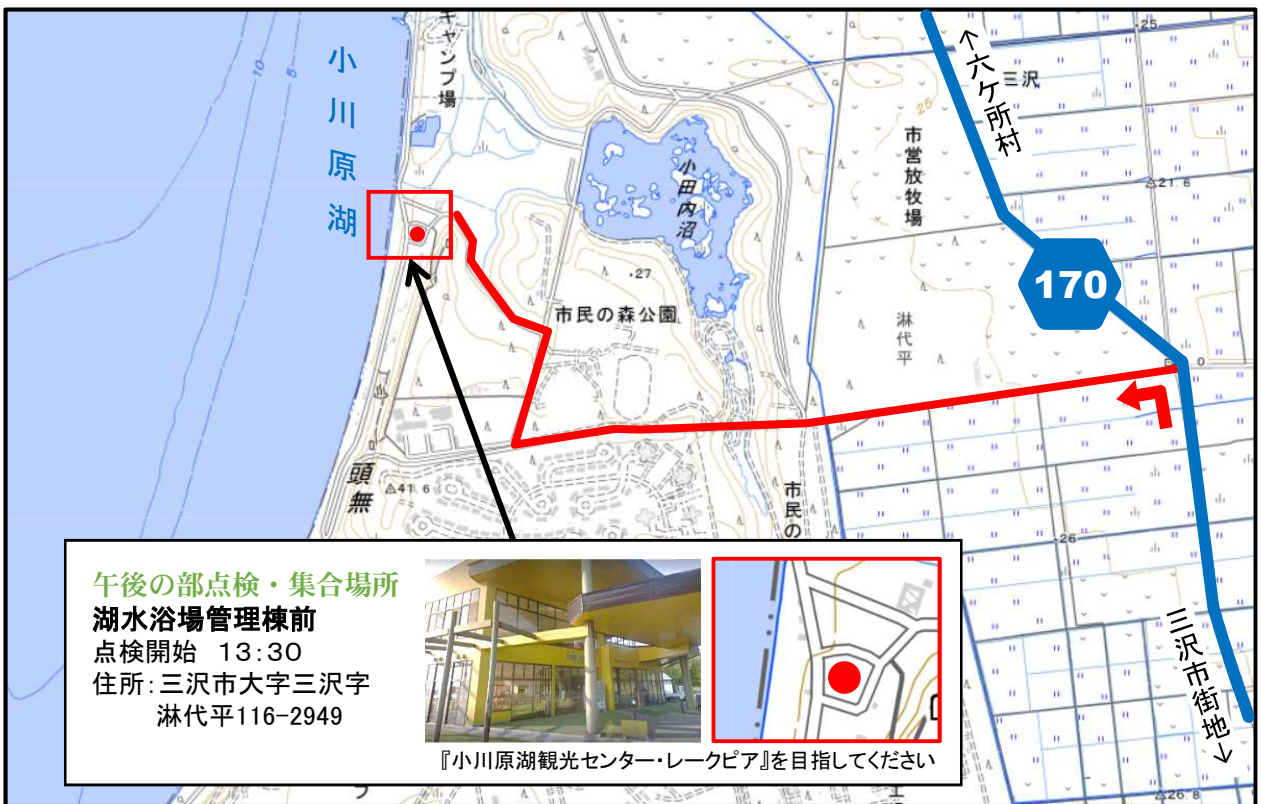 キャンプ場
小川原湖
10
5
小田内沼
市営放牧場
三沢
↑六ケ所村
25
25
21.6
170
・27
市民の森公園
淋代平
0
頭無
41.6
市民の
26
三沢市街地↓
26.8
午後の部点検・集合場所
湖水浴場管理棟前
点検開始 13:30
住所:三沢市大字三沢字
淋代平116-2949
『小川原湖観光センター・レークピア』を目指してください